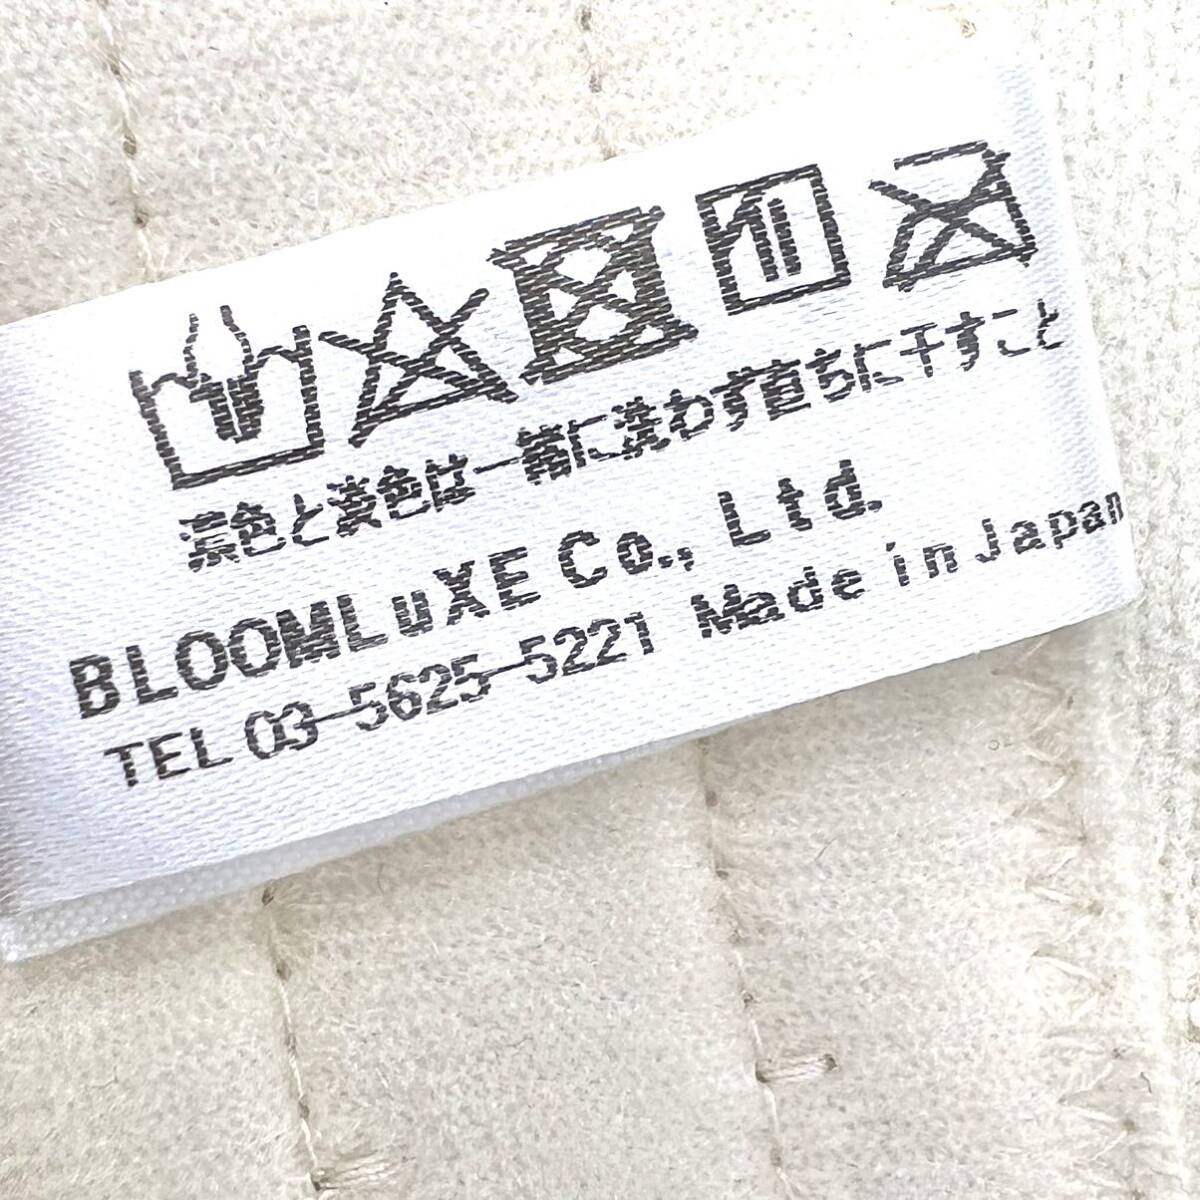 濃色と淡色は一緒に洗わず直ちに干すこと
BLOOMLuXE Co., Ltd.
TEL 03-5625-5221 Made in Japan